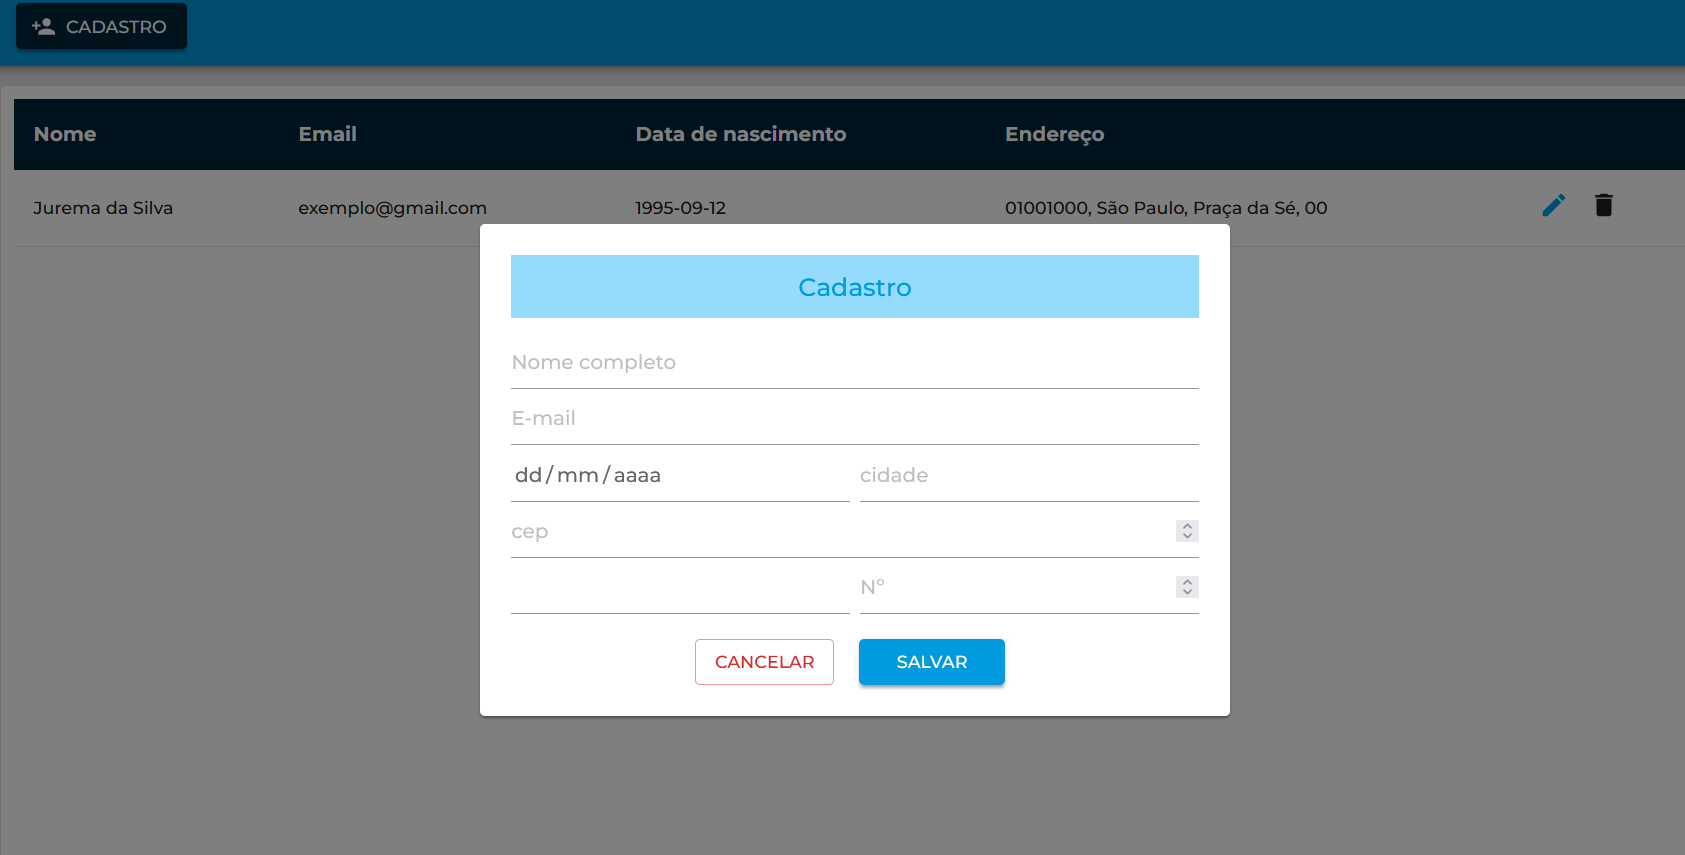 CADASTRO
Nome Email Data de nascimento Endereço
Jurema da Silva exemplo@gmail.com 1995-09-12 01001000, São Paulo, Praça da Sé, 00
Cadastro
Nome completo
E-mail
dd/mm/aaaa cidade
cep
Nº
CANCELAR SALVAR